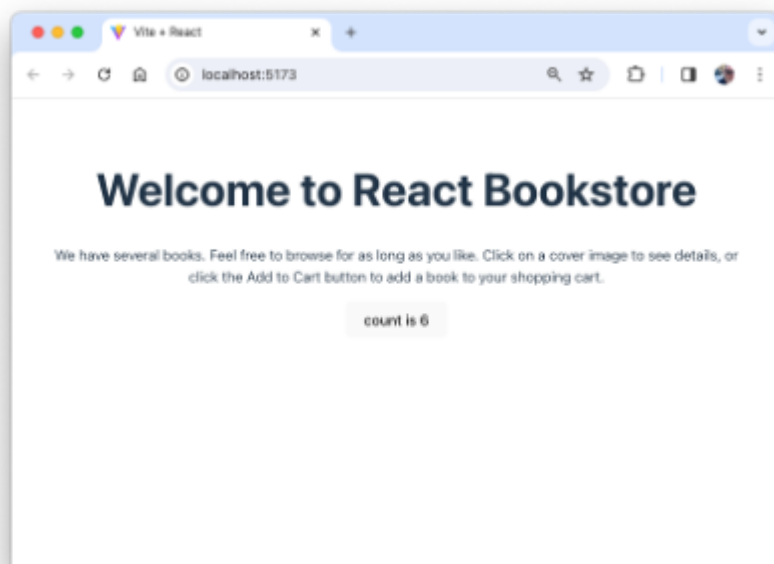 Vite + React
localhost:5173
Welcome to React Bookstore
We have several books. Feel free to browse for as long as you like. Click on a cover image to see details, or
click the Add to Cart button to add a book to your shopping cart.
count is 6